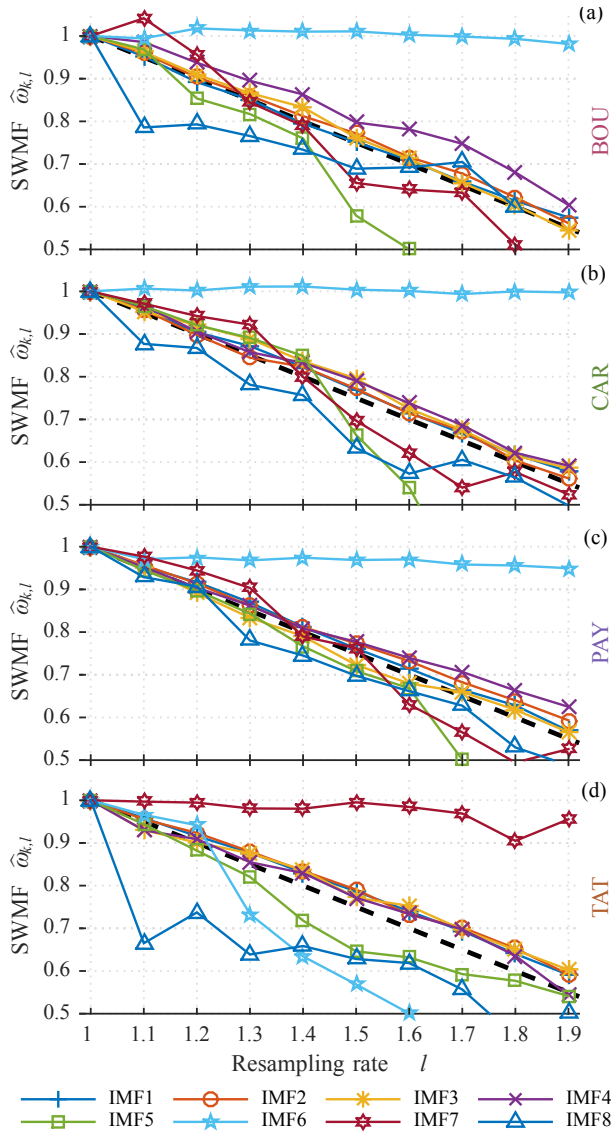 (a)
1
0.9
0.8
0.7
0.6
0.5
SWMF ω̂k,l
BOU
(b)
1
0.9
0.8
0.7
0.6
0.5
SWMF ω̂k,l
CAR
(c)
1
0.9
0.8
0.7
0.6
0.5
SWMF ω̂k,l
PAY
(d)
1
0.9
0.8
0.7
0.6
0.5
SWMF ω̂k,l
TAT
1 1.1 1.2 1.3 1.4 1.5 1.6 1.7 1.8 1.9
Resampling rate l
IMF1 IMF2 IMF3 IMF4
IMF5 IMF6 IMF7 IMF8